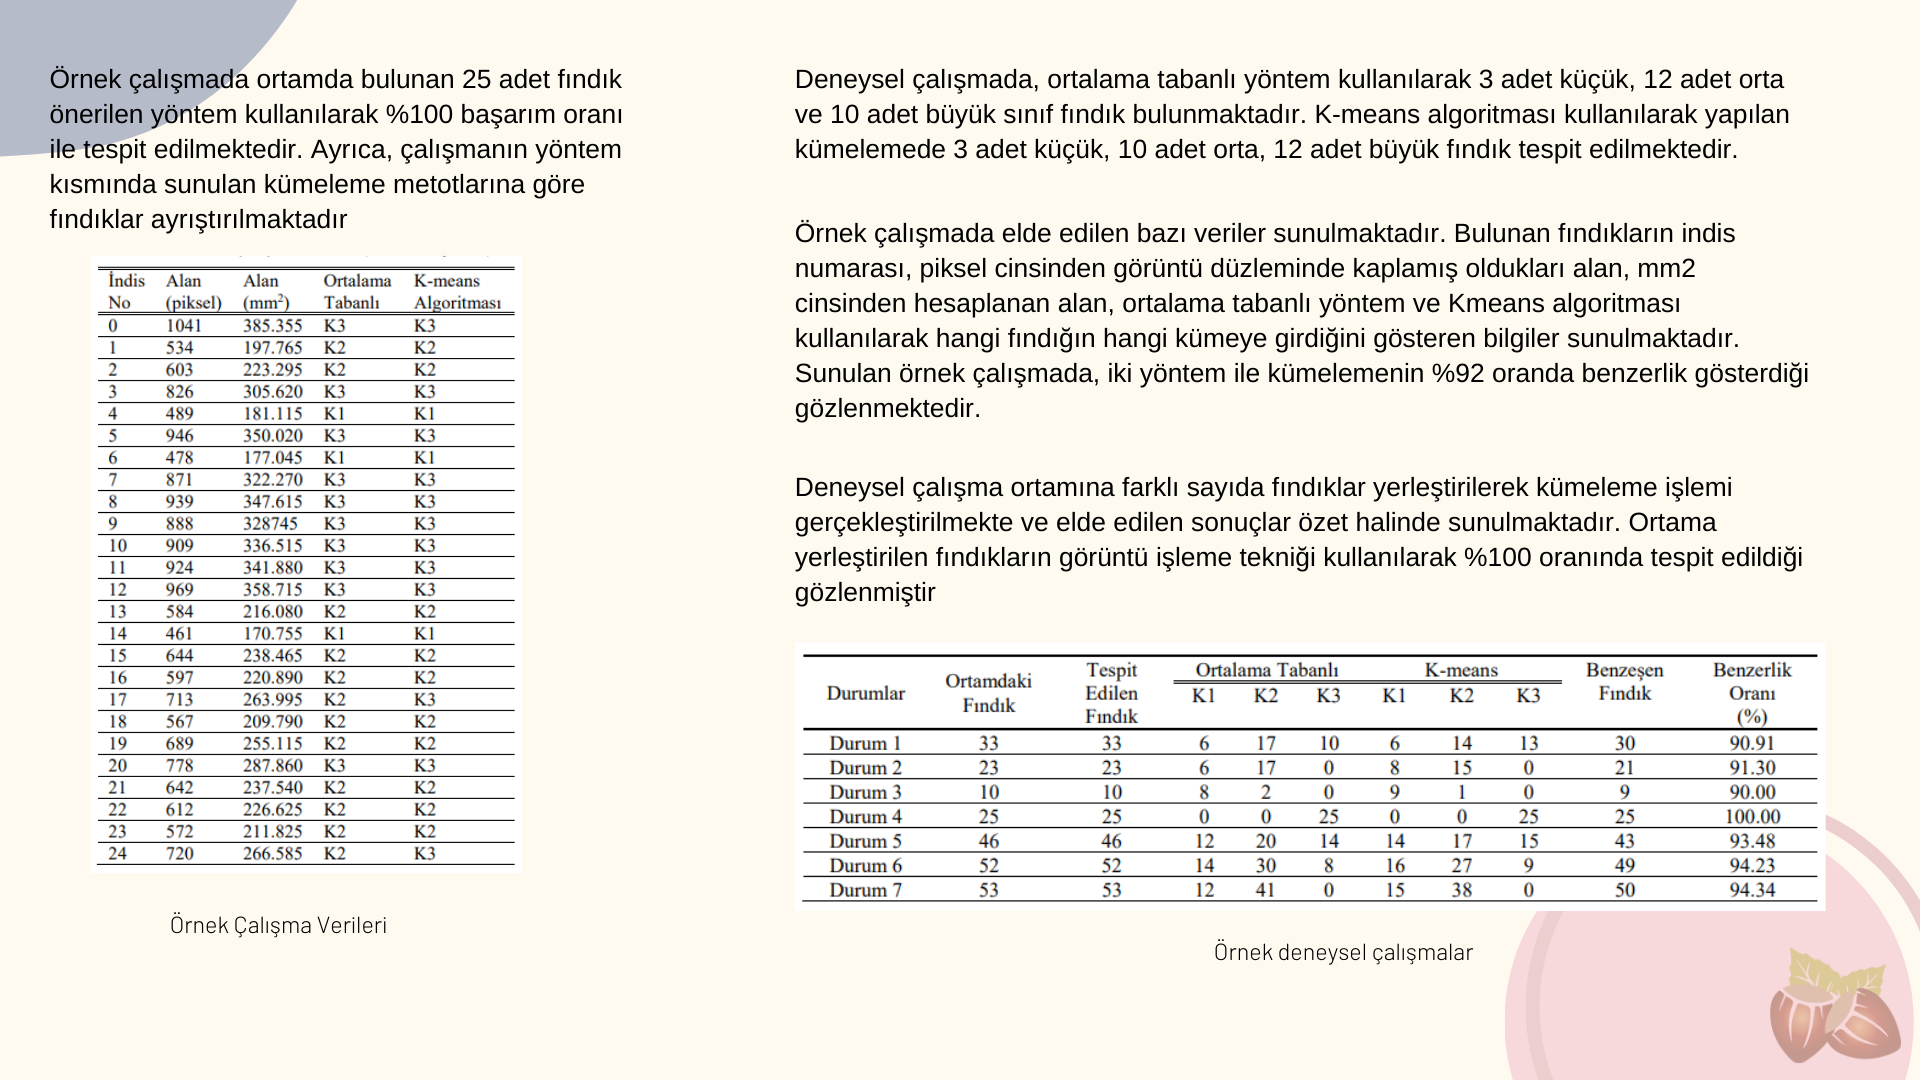 Örnek çalışmada ortamda bulunan 25 adet fındık
önerilen yöntem kullanılarak %100 başarım oranı
ile tespit edilmektedir. Ayrıca, çalışmanın yöntem
kısmında sunulan kümeleme metotlarına göre
fındıklar ayrıştırılmaktadır
İndis No Alan (piksel) Alan (mm²) Ortalama Tabanlı K-means Algoritması
0 1041 385.355 K3 K3
1 534 197.765 K2 K2
2 603 223.295 K2 K2
3 826 305.620 K3 K3
4 489 181.115 K1 K1
5 946 350.020 K3 K3
6 478 177.045 K1 K1
7 871 322.270 K3 K3
8 939 347.615 K3 K3
9 888 328745 K3 K3
10 909 336.515 K3 K3
11 924 341.880 K3 K3
12 969 358.715 K3 K3
13 584 216.080 K2 K2
14 461 170.755 K1 K1
15 644 238.465 K2 K2
16 597 220.890 K2 K2
17 713 263.995 K2 K3
18 567 209.790 K2 K2
19 689 255.115 K2 K2
20 778 287.860 K3 K3
21 642 237.540 K2 K2
22 612 226.625 K2 K2
23 572 211.825 K2 K2
24 720 266.585 K2 K3
Örnek Çalışma Verileri
Deneysel çalışmada, ortalama tabanlı yöntem kullanılarak 3 adet küçük, 12 adet orta
ve 10 adet büyük sınıf fındık bulunmaktadır. K-means algoritması kullanılarak yapılan
kümelemede 3 adet küçük, 10 adet orta, 12 adet büyük fındık tespit edilmektedir.
Örnek çalışmada elde edilen bazı veriler sunulmaktadır. Bulunan fındıkların indis
numarası, piksel cinsinden görüntü düzleminde kaplamış oldukları alan, mm2
cinsinden hesaplanan alan, ortalama tabanlı yöntem ve Kmeans algoritması
kullanılarak hangi fındığın hangi kümeye girdiğini gösteren bilgiler sunulmaktadır.
Sunulan örnek çalışmada, iki yöntem ile kümelemenin %92 oranda benzerlik gösterdiği
gözlenmektedir.
Deneysel çalışma ortamına farklı sayıda fındıklar yerleştirilerek kümeleme işlemi
gerçekleştirilmekte ve elde edilen sonuçlar özet halinde sunulmaktadır. Ortama
yerleştirilen fındıkların görüntü işleme tekniği kullanılarak %100 oranında tespit edildiği
gözlenmiştir
Durumlar Ortamdaki Fındık Tespit Edilen Fındık Ortalama Tabanlı K-means Benzeşen Fındık Benzerlik Oranı (%)
K1 K2 K3 K1 K2 K3
Durum 1 33 33 6 17 10 6 14 13 30 90.91
Durum 2 23 23 6 17 0 8 15 0 21 91.30
Durum 3 10 10 8 2 0 9 1 0 9 90.00
Durum 4 25 25 0 0 25 0 0 25 25 100.00
Durum 5 46 46 12 20 14 14 17 15 43 93.48
Durum 6 52 52 14 30 8 16 27 9 49 94.23
Durum 7 53 53 12 41 0 15 38 0 50 94.34
Örnek deneysel çalışmalar